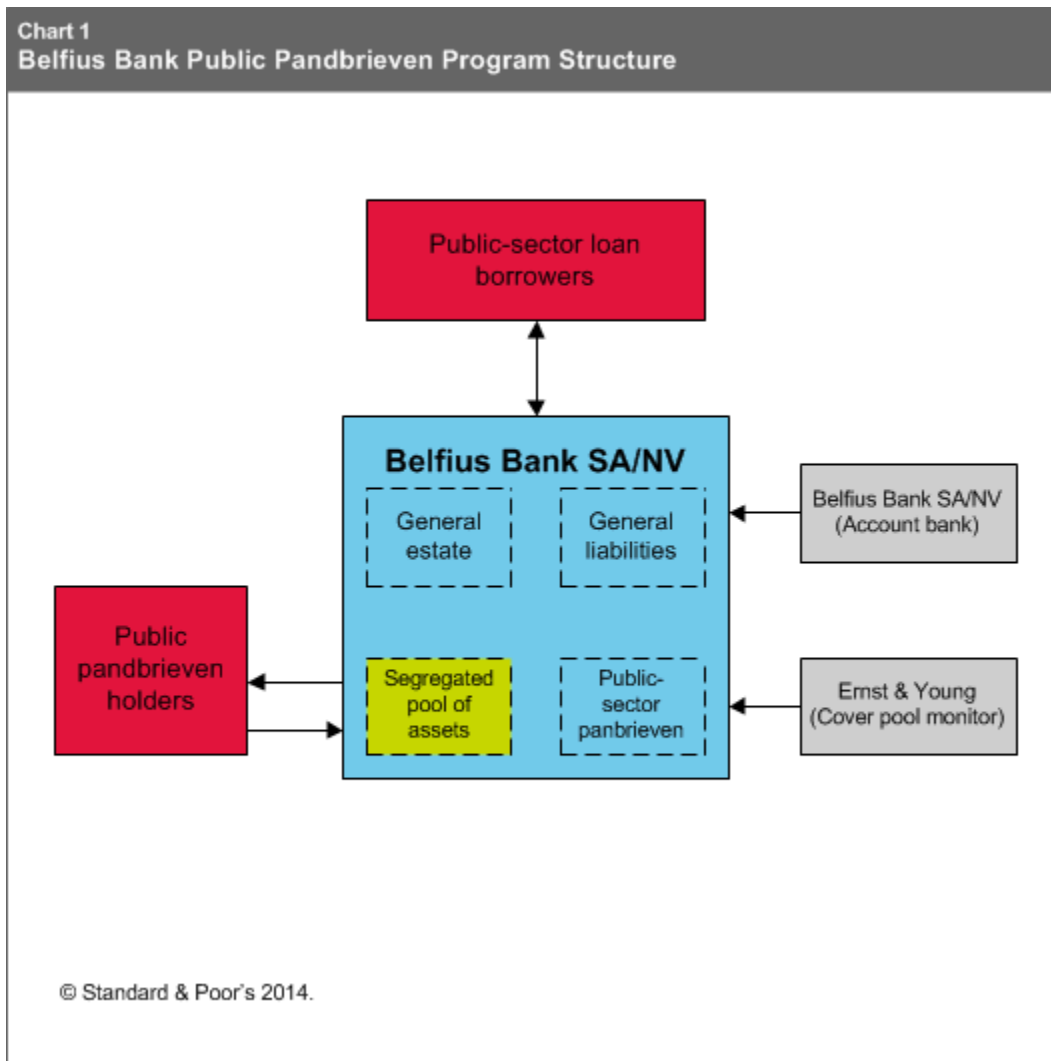 Chart 1
Belfius Bank Public Pandbrieven Program Structure
Public-sector loan
borrowers
Belfius Bank SA/NV
General
estate
General
liabilities
Belfius Bank SA/NV
(Account bank)
Public
pandbrieven
holders
Segregated
pool of
assets
Public-
sector
panbrieven
Ernst & Young
(Cover pool monitor)
© Standard & Poor's 2014.